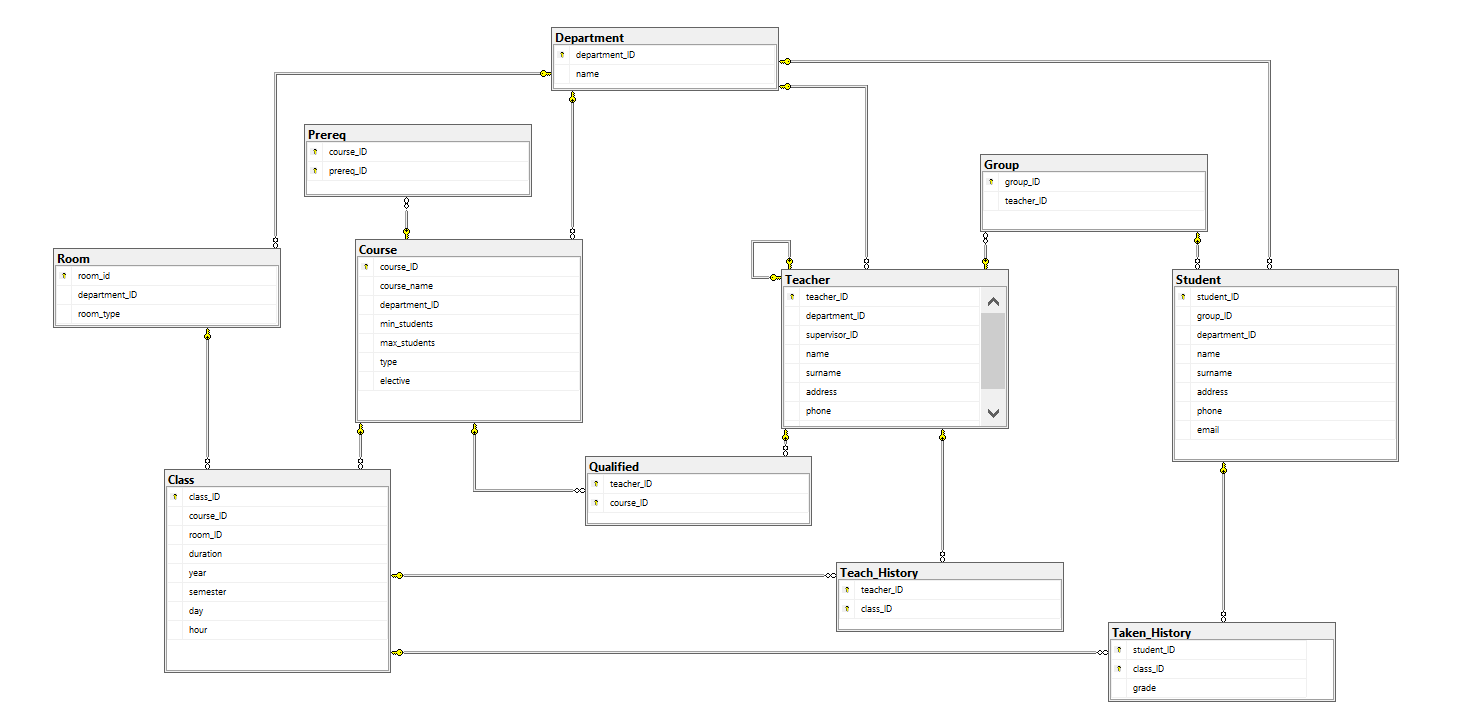 Department
department_ID
name
Prereq
course_ID
prereq_ID
Group
group_ID
teacher_ID
Room
room_id
department_ID
room_type
Course
course_ID
course_name
department_ID
min_students
max_students
type
elective
Teacher
teacher_ID
department_ID
supervisor_ID
name
surname
address
phone
Student
student_ID
group_ID
department_ID
name
surname
address
phone
email
Class
class_ID
course_ID
room_ID
duration
year
semester
day
hour
Qualified
teacher_ID
course_ID
Teach_History
teacher_ID
class_ID
Taken_History
student_ID
class_ID
grade